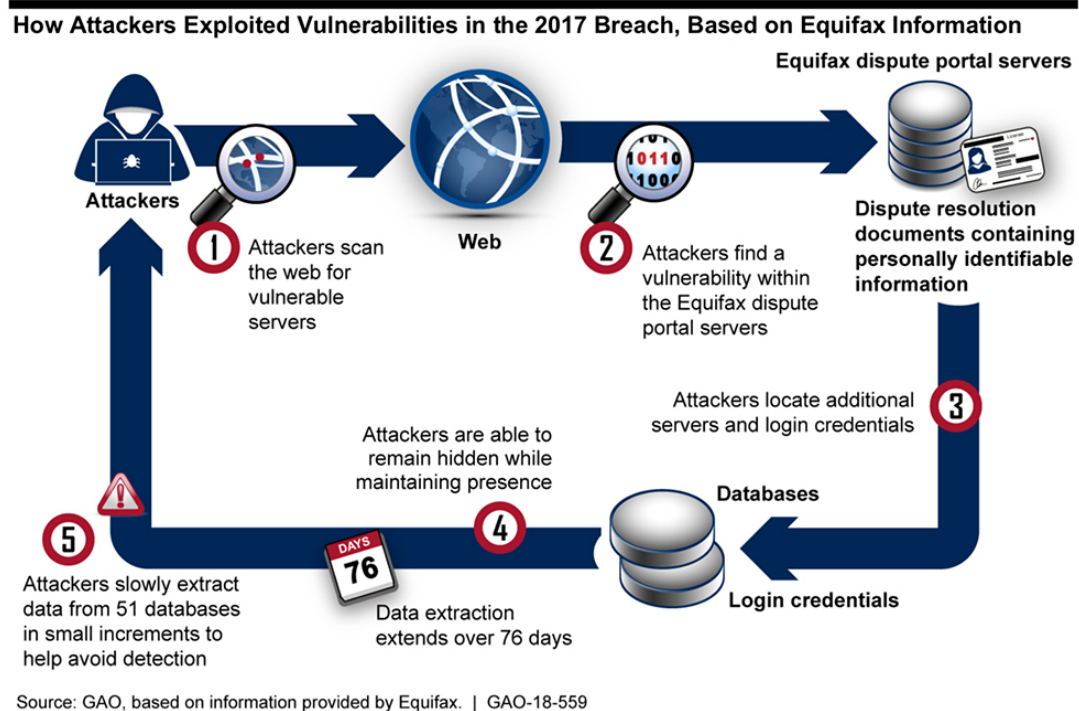 How Attackers Exploited Vulnerabilities in the 2017 Breach, Based on Equifax Information
Equifax dispute portal servers
Attackers
Web
Dispute resolution
documents containing
personally identifiable
information
License
101
10110
1100
1
Attackers scan
the web for
vulnerable
servers
2
Attackers find a
vulnerability within
the Equifax dispute
portal servers
3
Attackers locate additional
servers and login credentials
Databases
Login credentials
4
Attackers are able to
remain hidden while
maintaining presence
DAYS
76
Data extraction
extends over 76 days
5
Attackers slowly extract
data from 51 databases
in small increments to
help avoid detection
Source: GAO, based on information provided by Equifax. | GAO-18-559